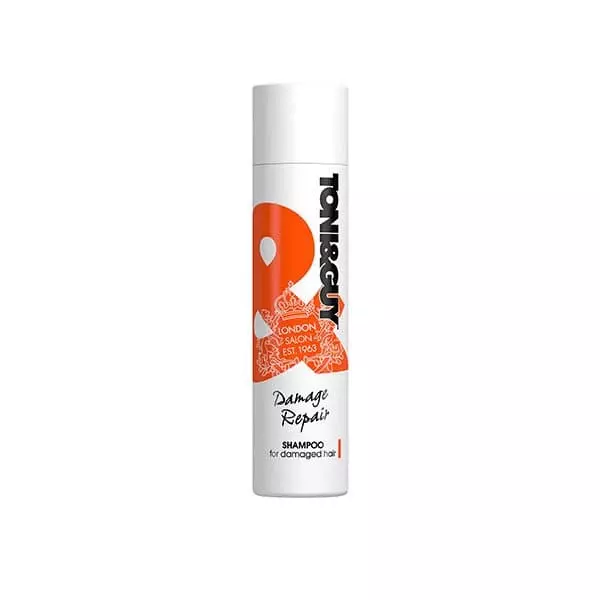 TONI&GUY
&
LONDON
SALON
EST. 1963
Damage
Repair
SHAMPOO
for damaged hair